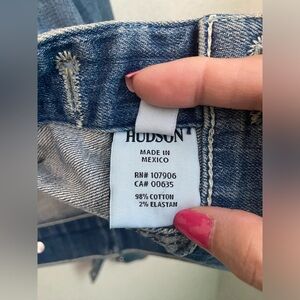 HUDSON
MADE IN
MEXICO
RN# 107906
CA# 00635
98% COTTON
2% ELASTAN